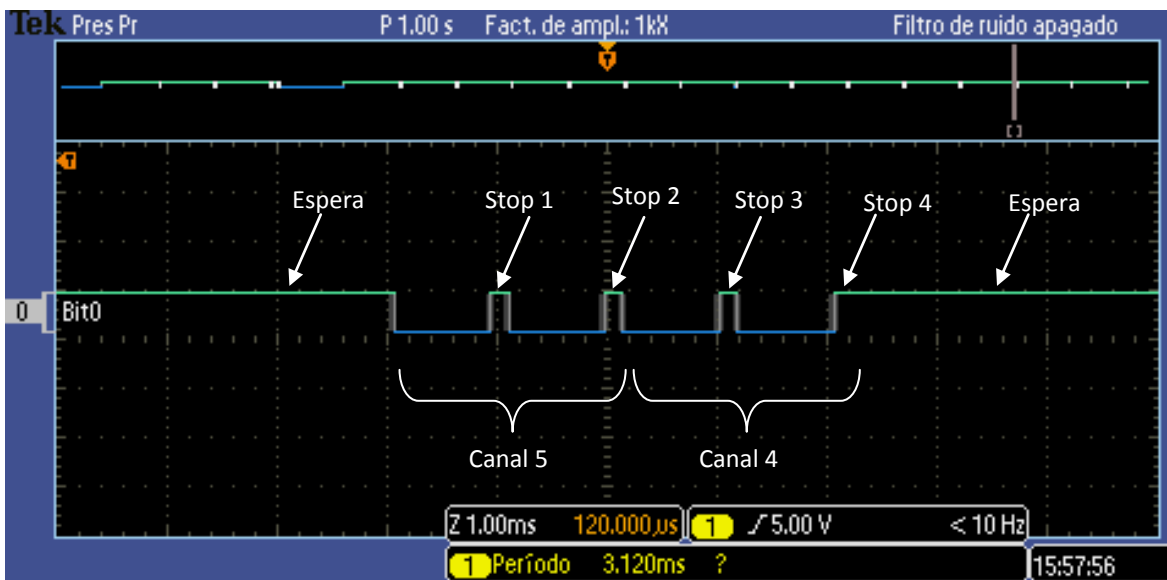 Tek Pres Pr P 1.00 s Fact. de ampl.: 1kX Filtro de ruido apagado
T
[]
T
Espera Stop 1 Stop 2 Stop 3 Stop 4 Espera
0 Bit0
Canal 5 Canal 4
Z 1.00ms 120.000µs 1 5.00 V < 10 Hz
1 Período 3.120ms ? 15:57:56